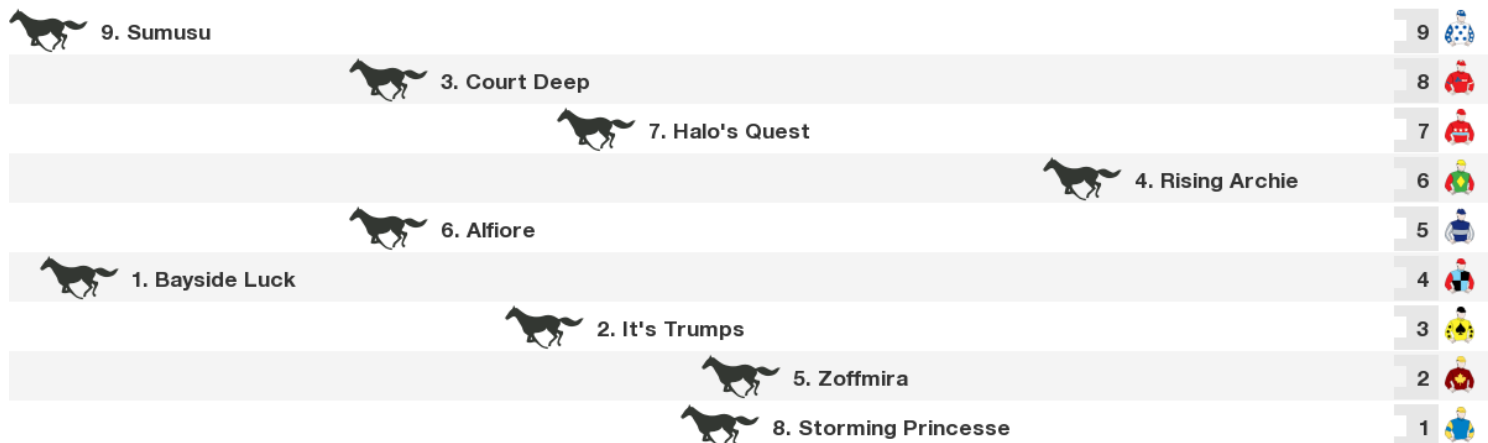 9. Sumusu 9
3. Court Deep 8
7. Halo's Quest 7
4. Rising Archie 6
6. Alfiore 5
1. Bayside Luck 4
2. It's Trumps 3
5. Zoffmira 2
8. Storming Princesse 1